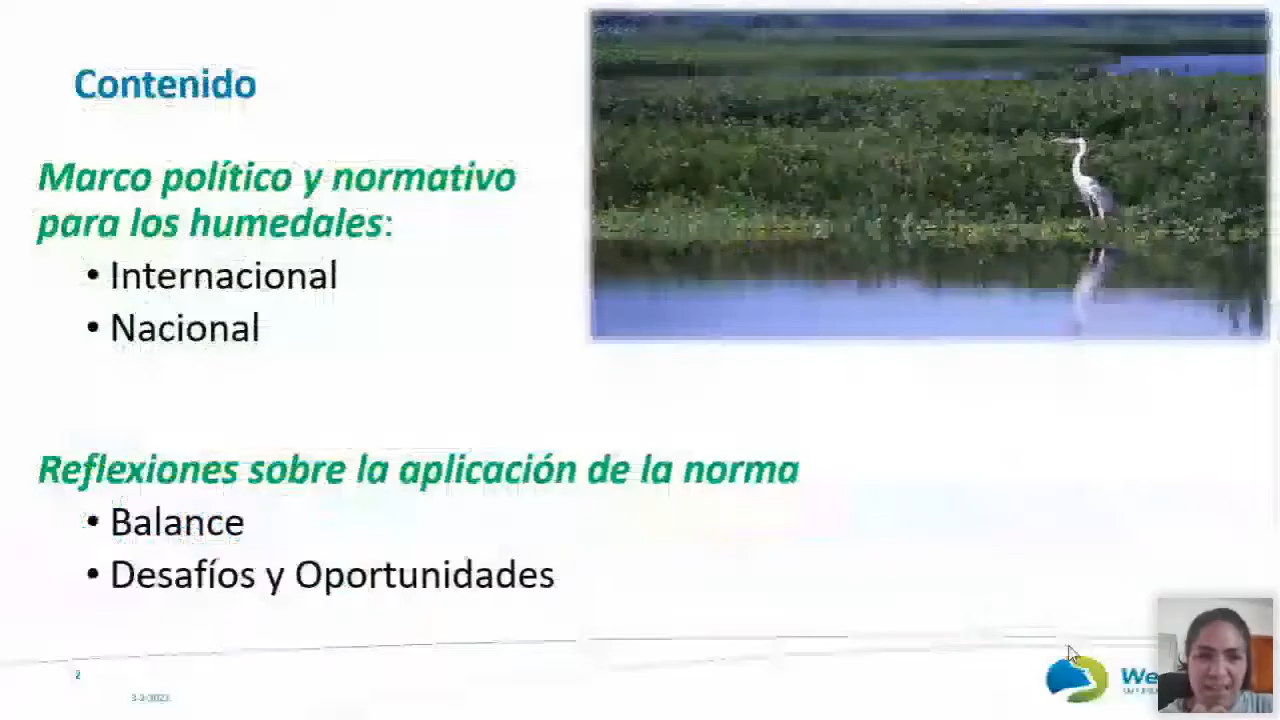 Contenido
Marco político y normativo
para los humedales:
• Internacional
• Nacional
Reflexiones sobre la aplicación de la norma
• Balance
• Desafíos y Oportunidades
2
We